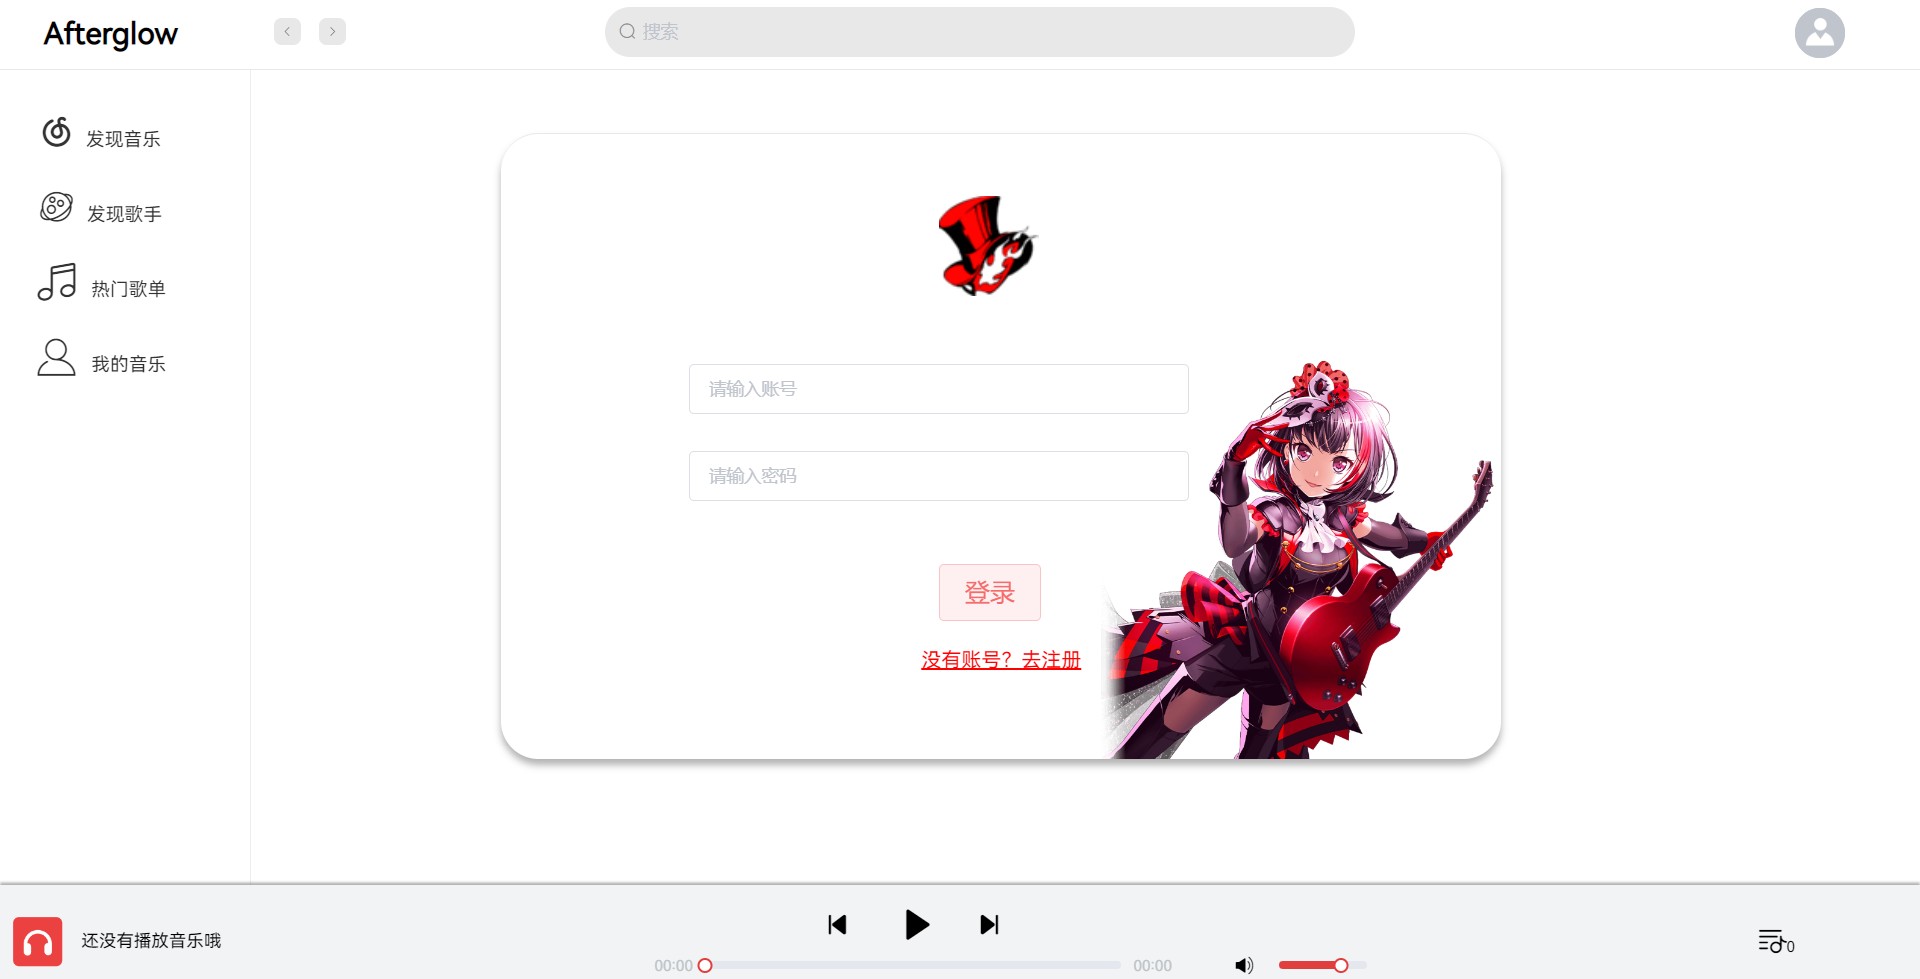 Afterglow
搜索
发现音乐
发现歌手
热门歌单
我的音乐
请输入账号
请输入密码
登录
没有账号？去注册
还没有播放音乐哦
00:00
00:00
0